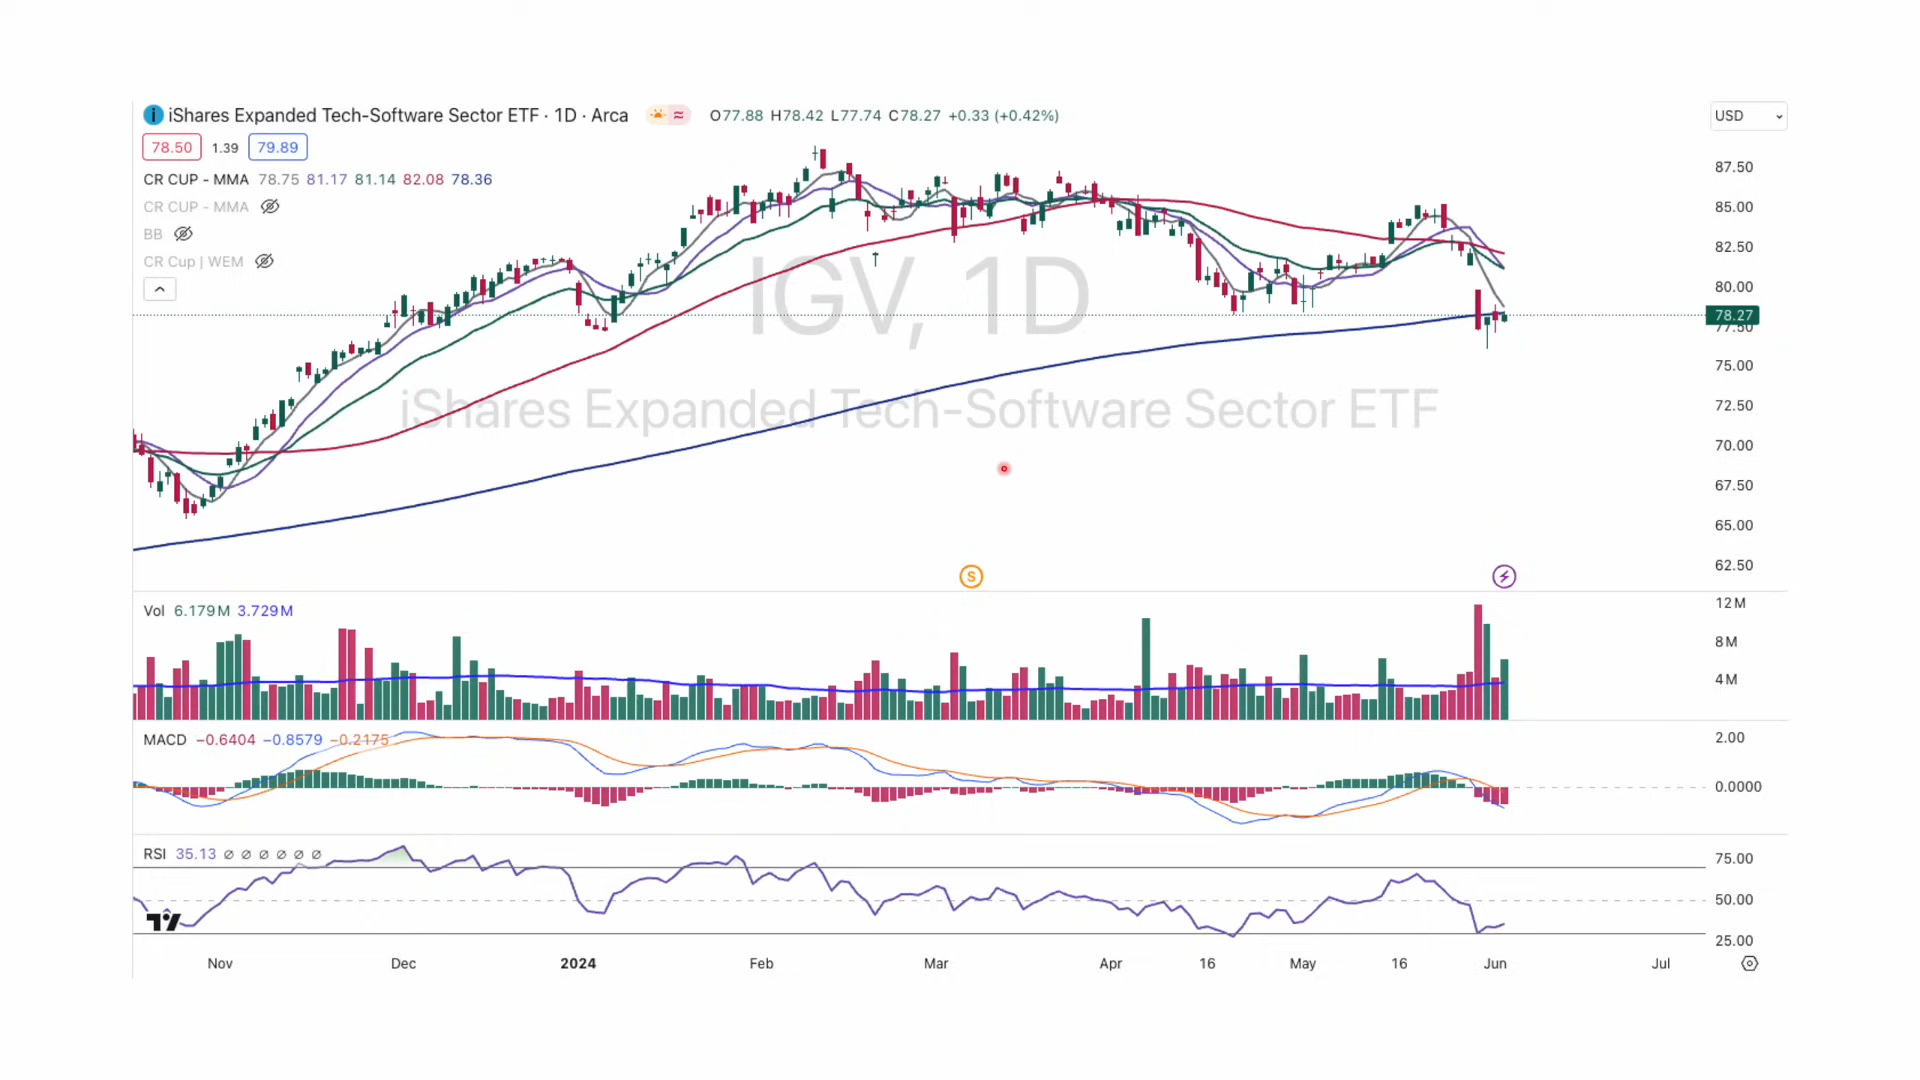 iShares Expanded Tech-Software Sector ETF · 1D · Arca O77.88 H78.42 L77.74 C78.27 +0.33 (+0.42%)
USD
78.50 1.39 79.89
CR CUP - MMA 78.75 81.17 81.14 82.08 78.36
CR CUP - MMA
BB
CR Cup | WEM
IGV, 1D
iShares Expanded Tech-Software Sector ETF
87.50
85.00
82.50
80.00
78.27
77.50
75.00
72.50
70.00
67.50
65.00
62.50
S
Vol 6.179M 3.729M
12M
8M
4M
MACD −0.6404 −0.8579 −0.2175
2.00
0.0000
RSI 35.13 ∅ ∅ ∅ ∅ ∅ ∅
75.00
50.00
25.00
Nov Dec 2024 Feb Mar Apr 16 May 16 Jun Jul